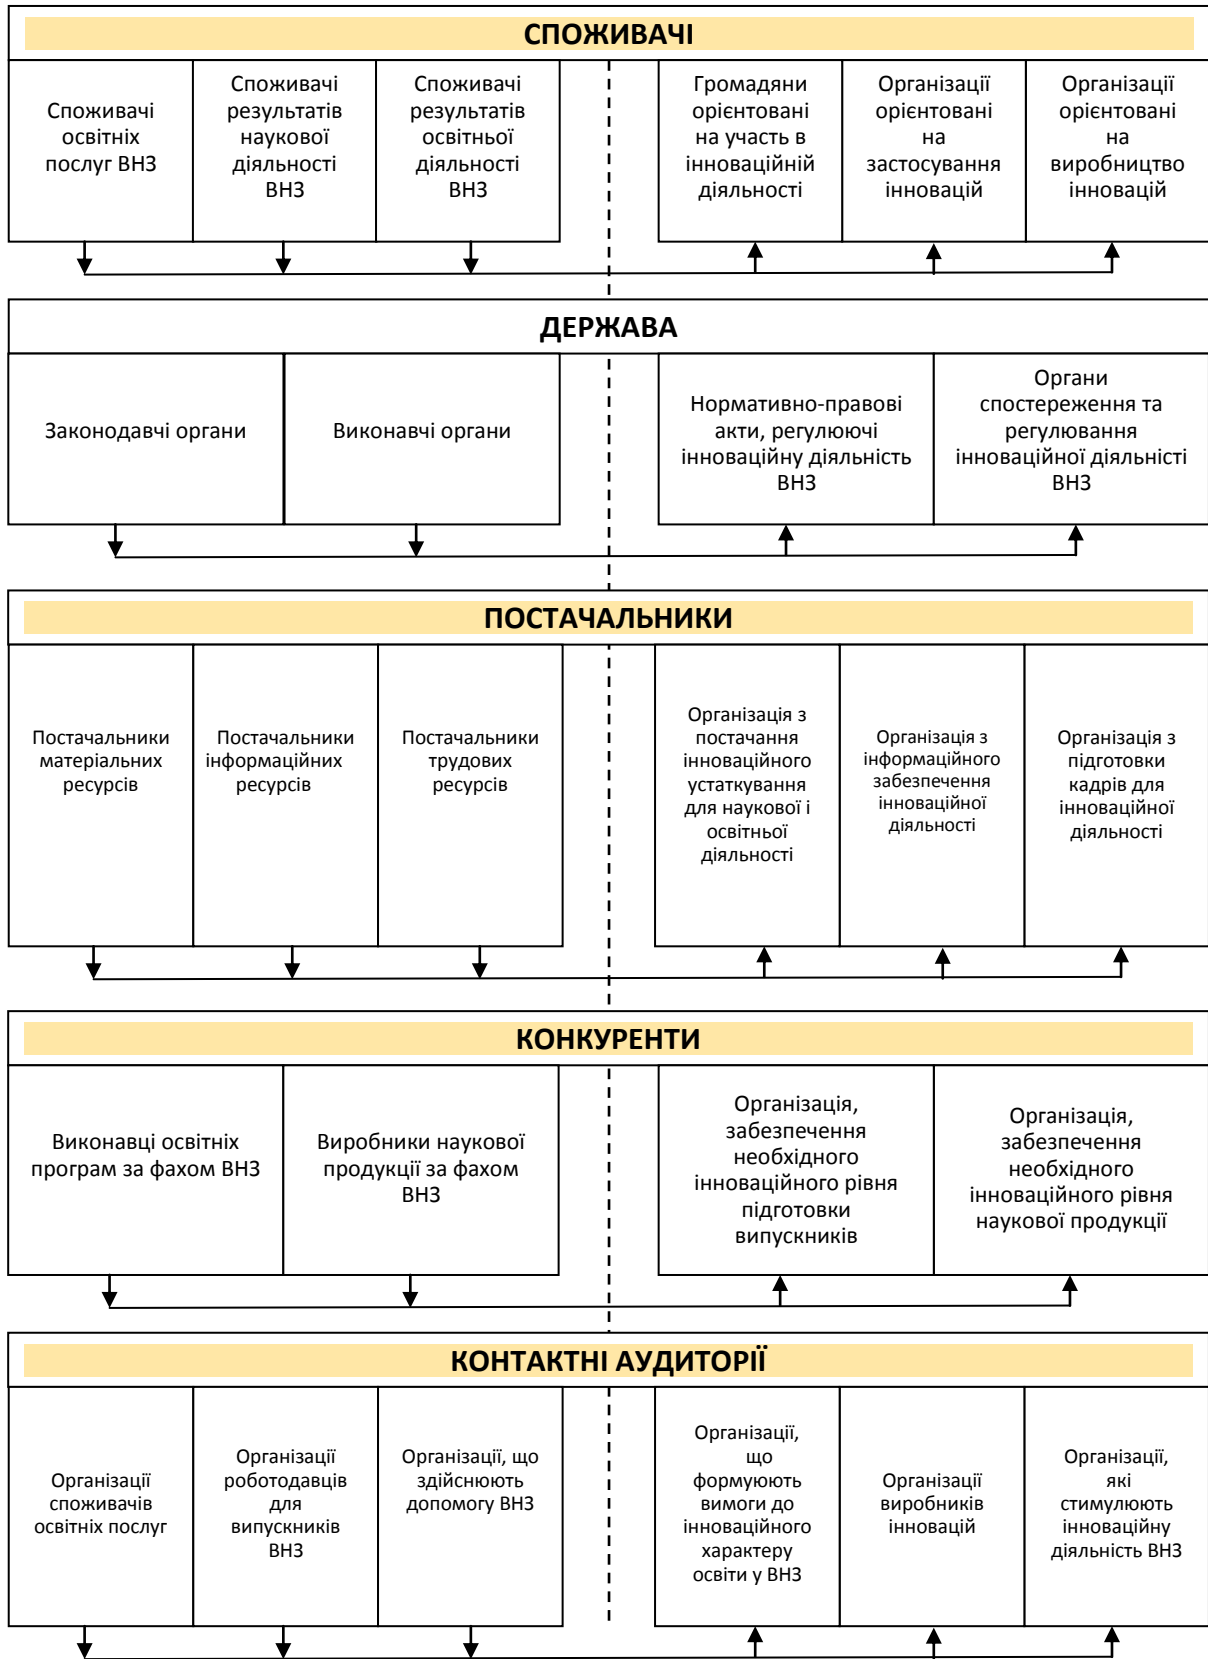 СПОЖИВАЧІ
Споживачі
освітніх
послуг ВНЗ
Споживачі
результатів
наукової
діяльності
ВНЗ
Споживачі
результатів
освітньої
діяльності
ВНЗ
Громадяни
орієнтовані
на участь в
інноваційній
діяльності
Організації
орієнтовані
на
застосування
інновацій
Організації
орієнтовані
на
виробництво
інновацій
ДЕРЖАВА
Законодавчі органи
Виконавчі органи
Нормативно-правові
акти, регулюючі
інноваційну діяльність
ВНЗ
Органи
спостереження та
регулювання
інноваційної діяльністі
ВНЗ
ПОСТАЧАЛЬНИКИ
Постачальники
матеріальних
ресурсів
Постачальники
інформаційних
ресурсів
Постачальники
трудових
ресурсів
Організація з
постачання
інноваційного
устаткування
для наукової і
освітньої
діяльності
Організація з
інформаційного
забезпечення
інноваційної
діяльності
Організація з
підготовки
кадрів для
інноваційної
діяльності
КОНКУРЕНТИ
Виконавці освітніх
програм за фахом ВНЗ
Виробники наукової
продукції за фахом
ВНЗ
Організація,
забезпечення
необхідного
інноваційного рівня
підготовки
випускників
Організація,
забезпечення
необхідного
інноваційного рівня
наукової продукції
КОНТАКТНІ АУДИТОРІЇ
Організації
споживачів
освітніх послуг
Організації
роботодавців
для
випускників
ВНЗ
Організації, що
здійснюють
допомогу ВНЗ
Організації,
що
формуюють
вимоги до
інноваційного
характеру
освіти у ВНЗ
Організації
виробників
інновацій
Організації,
які
стимулюють
інноваційну
діяльність ВНЗ